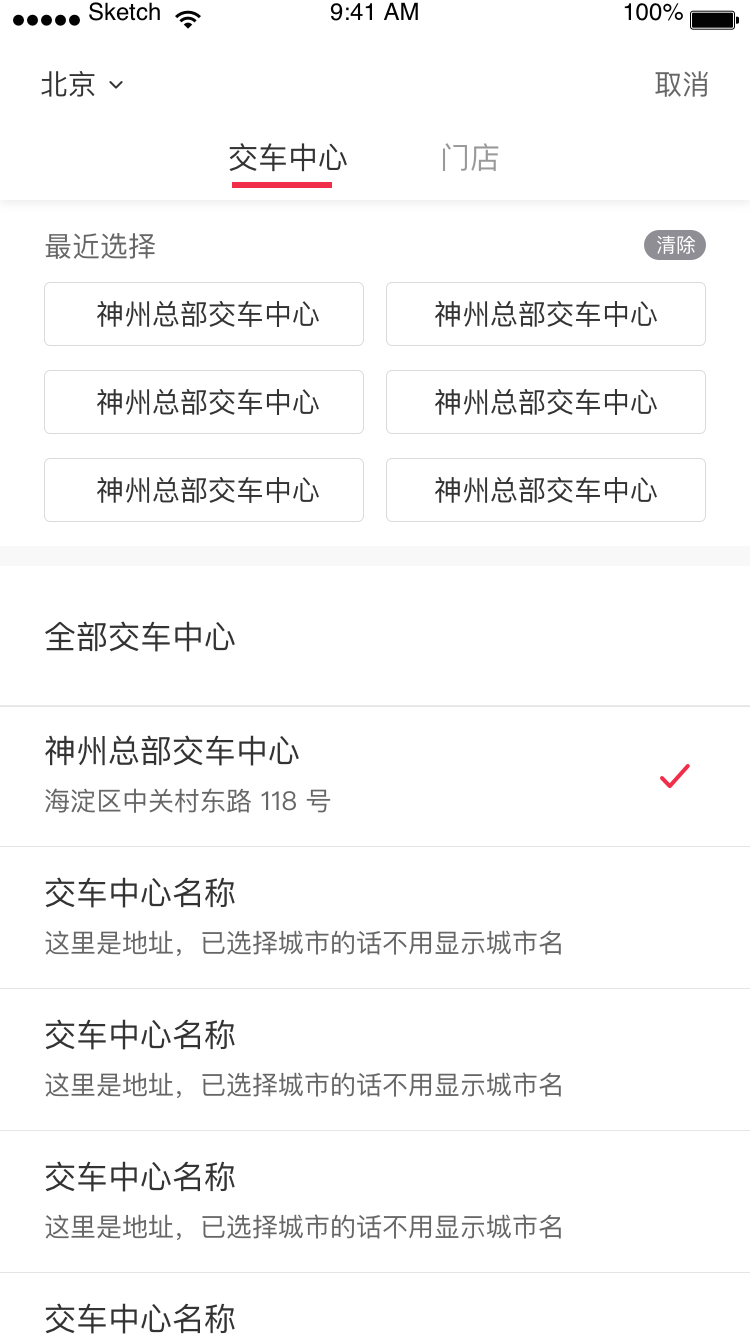 Sketch 9:41 AM 100%
北京 取消
交车中心 门店
最近选择 清除
神州总部交车中心 神州总部交车中心
神州总部交车中心 神州总部交车中心
神州总部交车中心 神州总部交车中心
全部交车中心
神州总部交车中心
海淀区中关村东路 118 号
交车中心名称
这里是地址，已选择城市的话不用显示城市名
交车中心名称
这里是地址，已选择城市的话不用显示城市名
交车中心名称
这里是地址，已选择城市的话不用显示城市名
交车中心名称